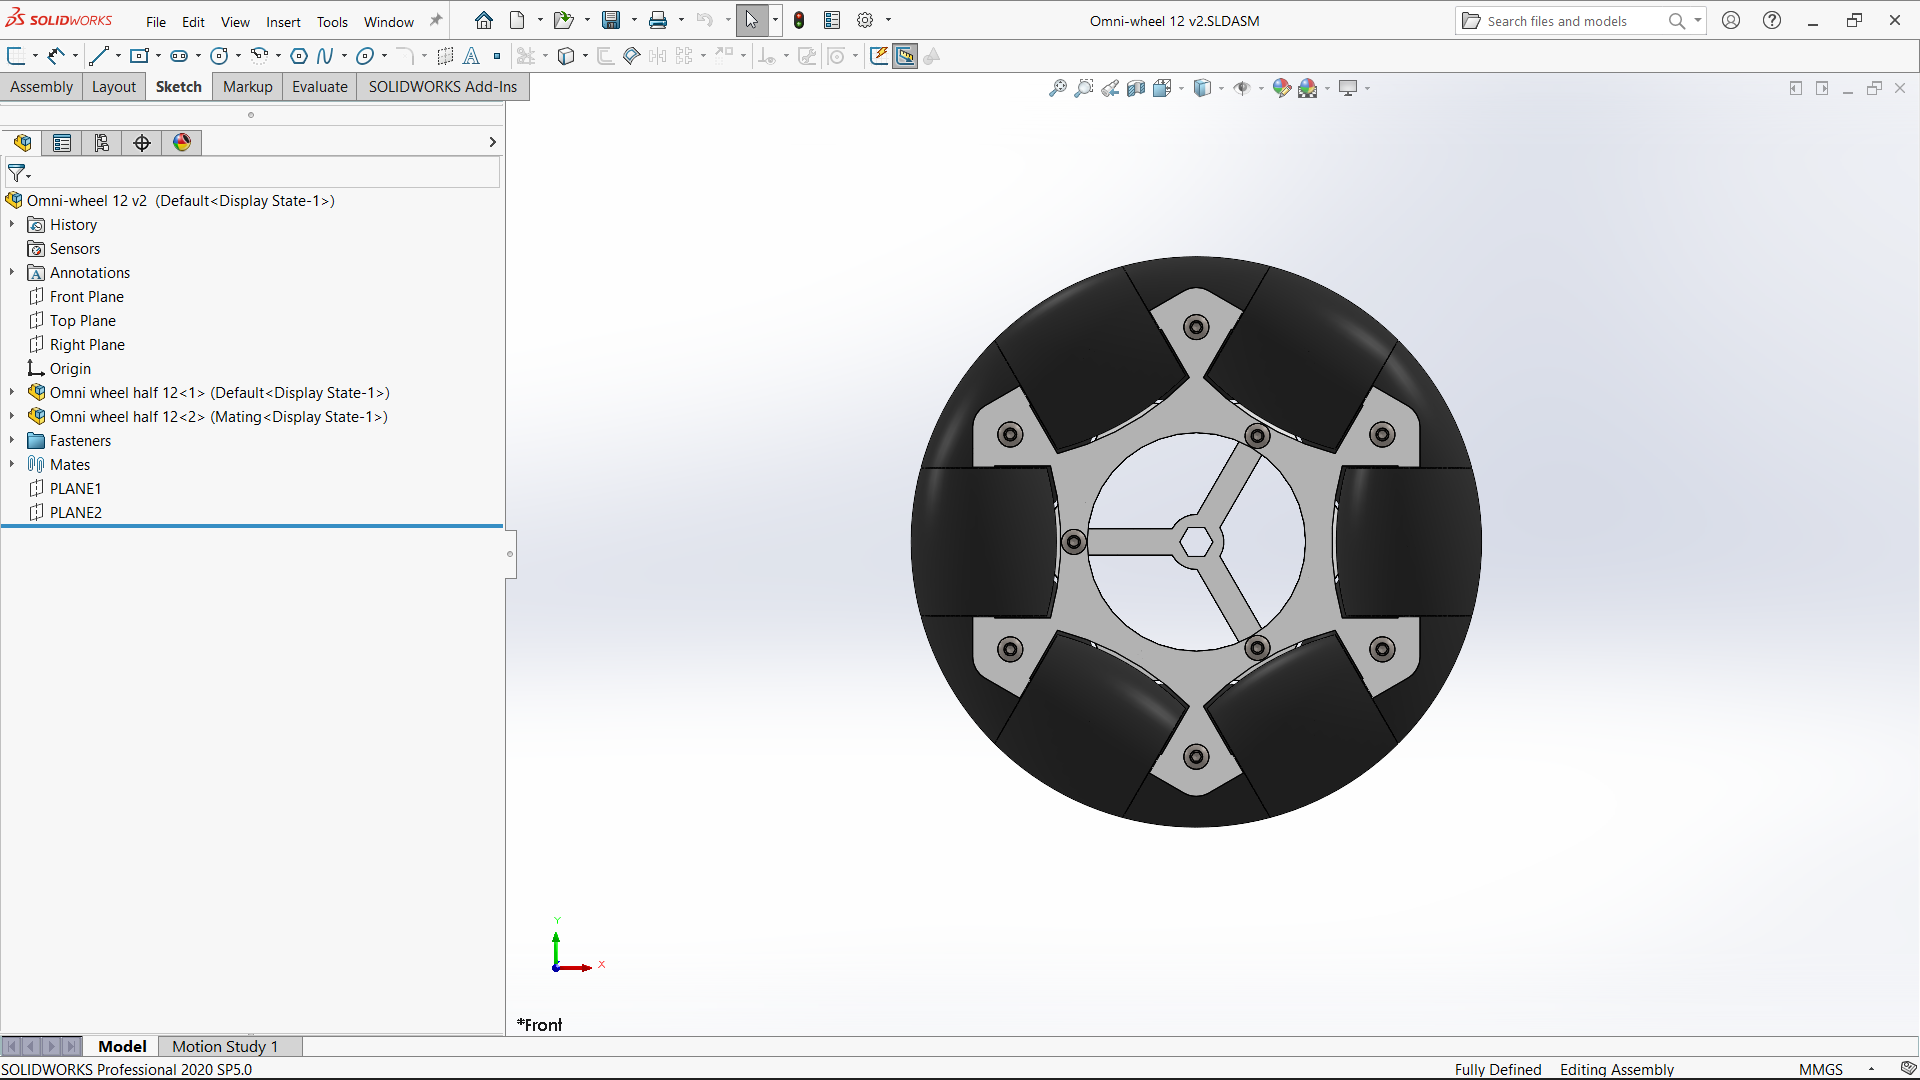 SOLIDWORKS File Edit View Insert Tools Window Omni-wheel 12 v2.SLDASM Search files and models
Assembly Layout Sketch Markup Evaluate SOLIDWORKS Add-Ins
Omni-wheel 12 v2 (Default<Display State-1>)
History
Sensors
Annotations
Front Plane
Top Plane
Right Plane
Origin
Omni wheel half 12<1> (Default<Display State-1>)
Omni wheel half 12<2> (Mating<Display State-1>)
Fasteners
Mates
PLANE1
PLANE2
Y
X
*Front
Model Motion Study 1
SOLIDWORKS Professional 2020 SP5.0 Fully Defined Editing Assembly MMGS